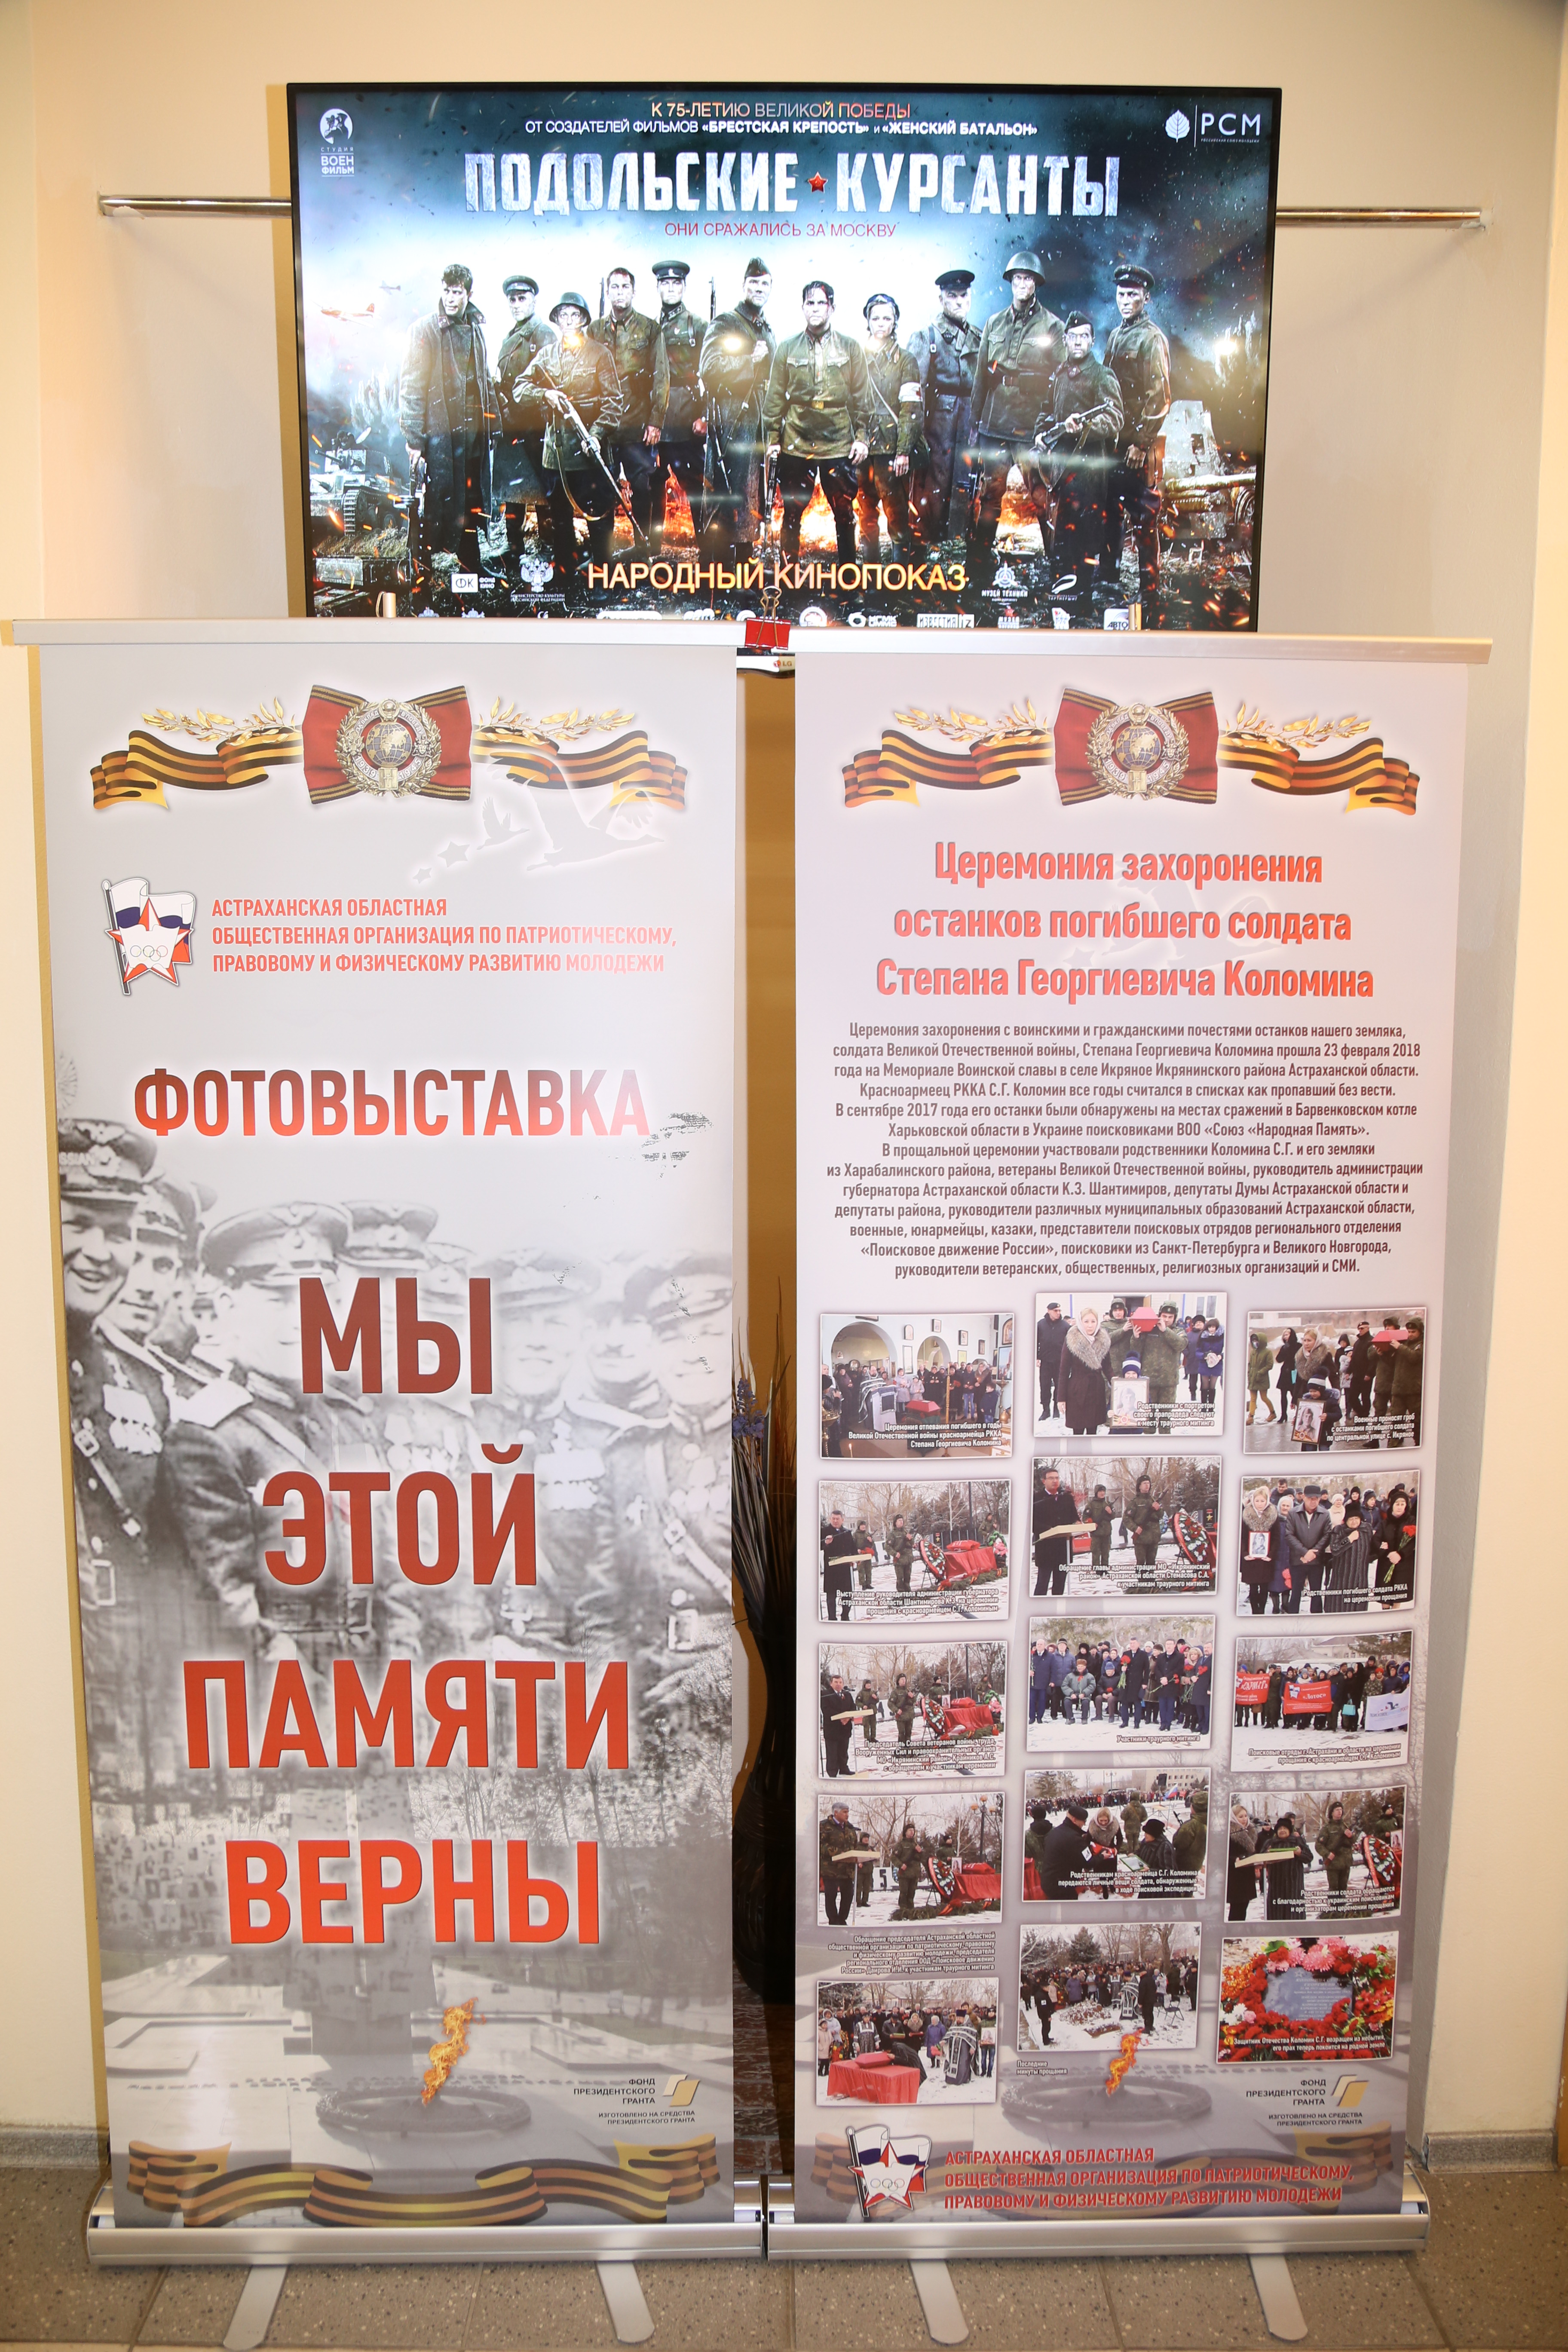 К 75-ЛЕТИЮ ВЕЛИКОЙ ПОБЕДЫ
ОТ СОЗДАТЕЛЕЙ ФИЛЬМОВ «БРЕСТСКАЯ КРЕПОСТЬ» и «ЖЕНСКИЙ БАТАЛЬОН»
СТУДИЯ
ВОЕН
ФИЛЬМ
РСМ
ПОДОЛЬСКИЕ КУРСАНТЫ
ОНИ СРАЖАЛИСЬ ЗА МОСКВУ
НАРОДНЫЙ КИНОПОКАЗ
ФК ФОНД КИНО
МУЗЕЙ ТЕХНИКИ
LG
АСТРАХАНСКАЯ ОБЛАСТНАЯ
ОБЩЕСТВЕННАЯ ОРГАНИЗАЦИЯ ПО ПАТРИОТИЧЕСКОМУ,
ПРАВОВОМУ И ФИЗИЧЕСКОМУ РАЗВИТИЮ МОЛОДЕЖИ
ФОТОВЫСТАВКА
МЫ
ЭТОЙ
ПАМЯТИ
ВЕРНЫ
ФОНД
ПРЕЗИДЕНТСКОГО
ГРАНТА
ИЗГОТОВЛЕНО НА СРЕДСТВА
ПРЕЗИДЕНТСКОГО ГРАНТА
Церемония захоронения
останков погибшего солдата
Степана Георгиевича Коломина
Церемония захоронения с воинскими и гражданскими почестями останков нашего земляка,
солдата Великой Отечественной войны, Степана Георгиевича Коломина прошла 23 февраля 2018
года на Мемориале Воинской славы в селе Икряное Икрянинского района Астраханской области.
Красноармеец РККА С.Г. Коломин все годы считался в списках как пропавший без вести.
В сентябре 2017 года его останки были обнаружены на местах сражений в Барвенковском котле
Харьковской области в Украине поисковиками ВОО «Союз «Народная Память».
В прощальной церемонии участвовали родственники Коломина С.Г. и его земляки
из Харабалинского района, ветераны Великой Отечественной войны, руководитель администрации
губернатора Астраханской области К.З. Шантимиров, депутаты Думы Астраханской области и
депутаты района, руководители различных муниципальных образований Астраханской области,
военные, юнармейцы, казаки, представители поисковых отрядов регионального отделения
«Поисковое движение России», поисковики из Санкт-Петербурга и Великого Новгорода,
руководители ветеранских, общественных, религиозных организаций и СМИ.
Церемония отпевания погибшего в годы
Великой Отечественной войны красноармейца РККА
Степана Георгиевича Коломина
Родственники с портретом
своего прапрадеда следуют
к месту траурного митинга
Военные проносят гроб
с останками погибшего солдата
по центральной улице с. Икряное
Выступление руководителя администрации губернатора
Астраханской области Шантимирова К.З. на церемонии
прощания с красноармейцем С.Г. Коломиным
Обращение главы администрации МО «Икрянинский
район» Астраханской области Стемасова С.А.
к участникам траурного митинга
Родственники погибшего солдата РККА
на церемонии прощания
Председатель Совета ветеранов войны, труда,
Вооруженных Сил и правоохранительных органов
с обращением к участникам церемонии
Участники траурного митинга
Поисковые отряды г. Астрахани и области на церемонии
прощания с красноармейцем С.Г. Коломиным
Родственникам красноармейца С.Г. Коломина
передаются личные вещи солдата, обнаруженные
в ходе поисковой экспедиции
Родственники солдата обращаются
с благодарностью к украинским поисковикам
и организаторам церемонии прощания
Обращение председателя Астраханской областной
общественной организации по патриотическому, правовому
и физическому развитию молодежи, председателя
регионального отделения ООД «Поисковое движение
Последние
минуты прощания
Защитник Отечества Коломин С.Г. возвращен из небытия,
его прах теперь покоится на родной земле
ФОНД
ПРЕЗИДЕНТСКОГО
ГРАНТА
ИЗГОТОВЛЕНО НА СРЕДСТВА
ПРЕЗИДЕНТСКОГО ГРАНТА
АСТРАХАНСКАЯ ОБЛАСТНАЯ
ОБЩЕСТВЕННАЯ ОРГАНИЗАЦИЯ ПО ПАТРИОТИЧЕСКОМУ,
ПРАВОВОМУ И ФИЗИЧЕСКОМУ РАЗВИТИЮ МОЛОДЕЖИ